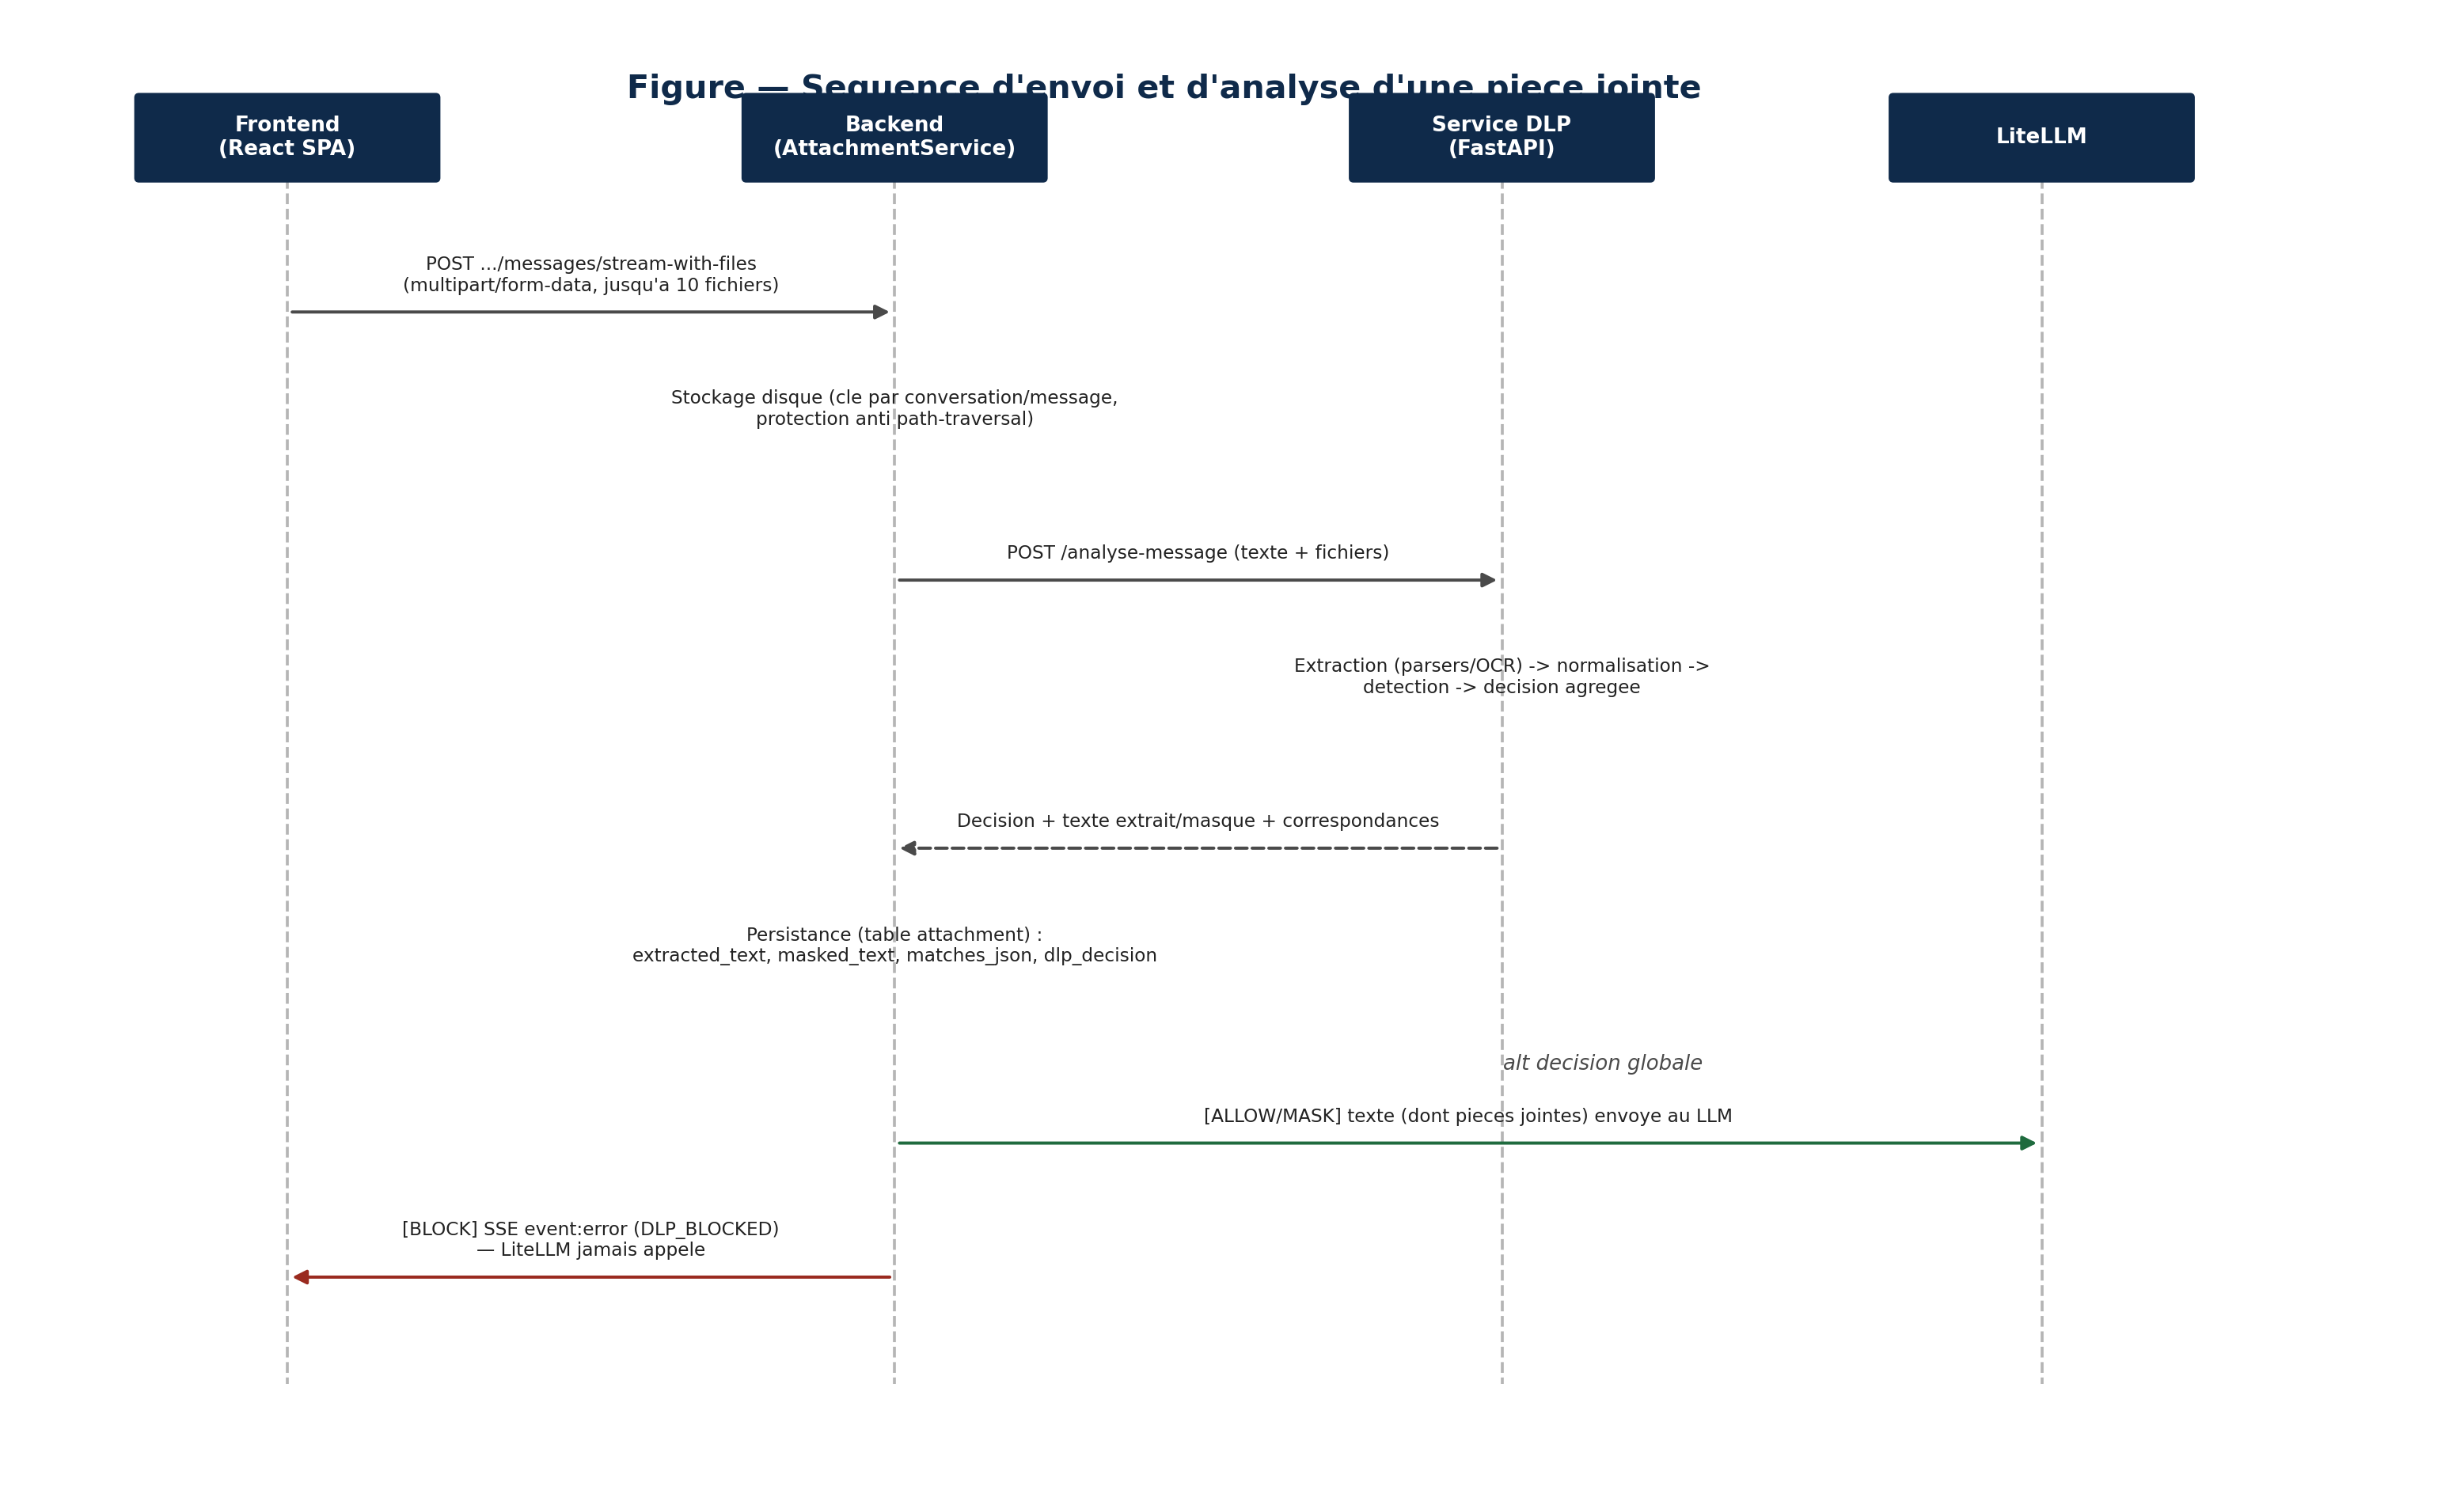 Figure — Sequence d'envoi et d'analyse d'une piece jointe
Frontend
(React SPA)
Backend
(AttachmentService)
Service DLP
(FastAPI)
LiteLLM
POST .../messages/stream-with-files
(multipart/form-data, jusqu'a 10 fichiers)
Stockage disque (cle par conversation/message,
protection anti path-traversal)
POST /analyse-message (texte + fichiers)
Extraction (parsers/OCR) -> normalisation ->
detection -> decision agregee
Decision + texte extrait/masque + correspondances
Persistance (table attachment) :
extracted_text, masked_text, matches_json, dlp_decision
alt decision globale
[ALLOW/MASK] texte (dont pieces jointes) envoye au LLM
[BLOCK] SSE event:error (DLP_BLOCKED)
— LiteLLM jamais appele